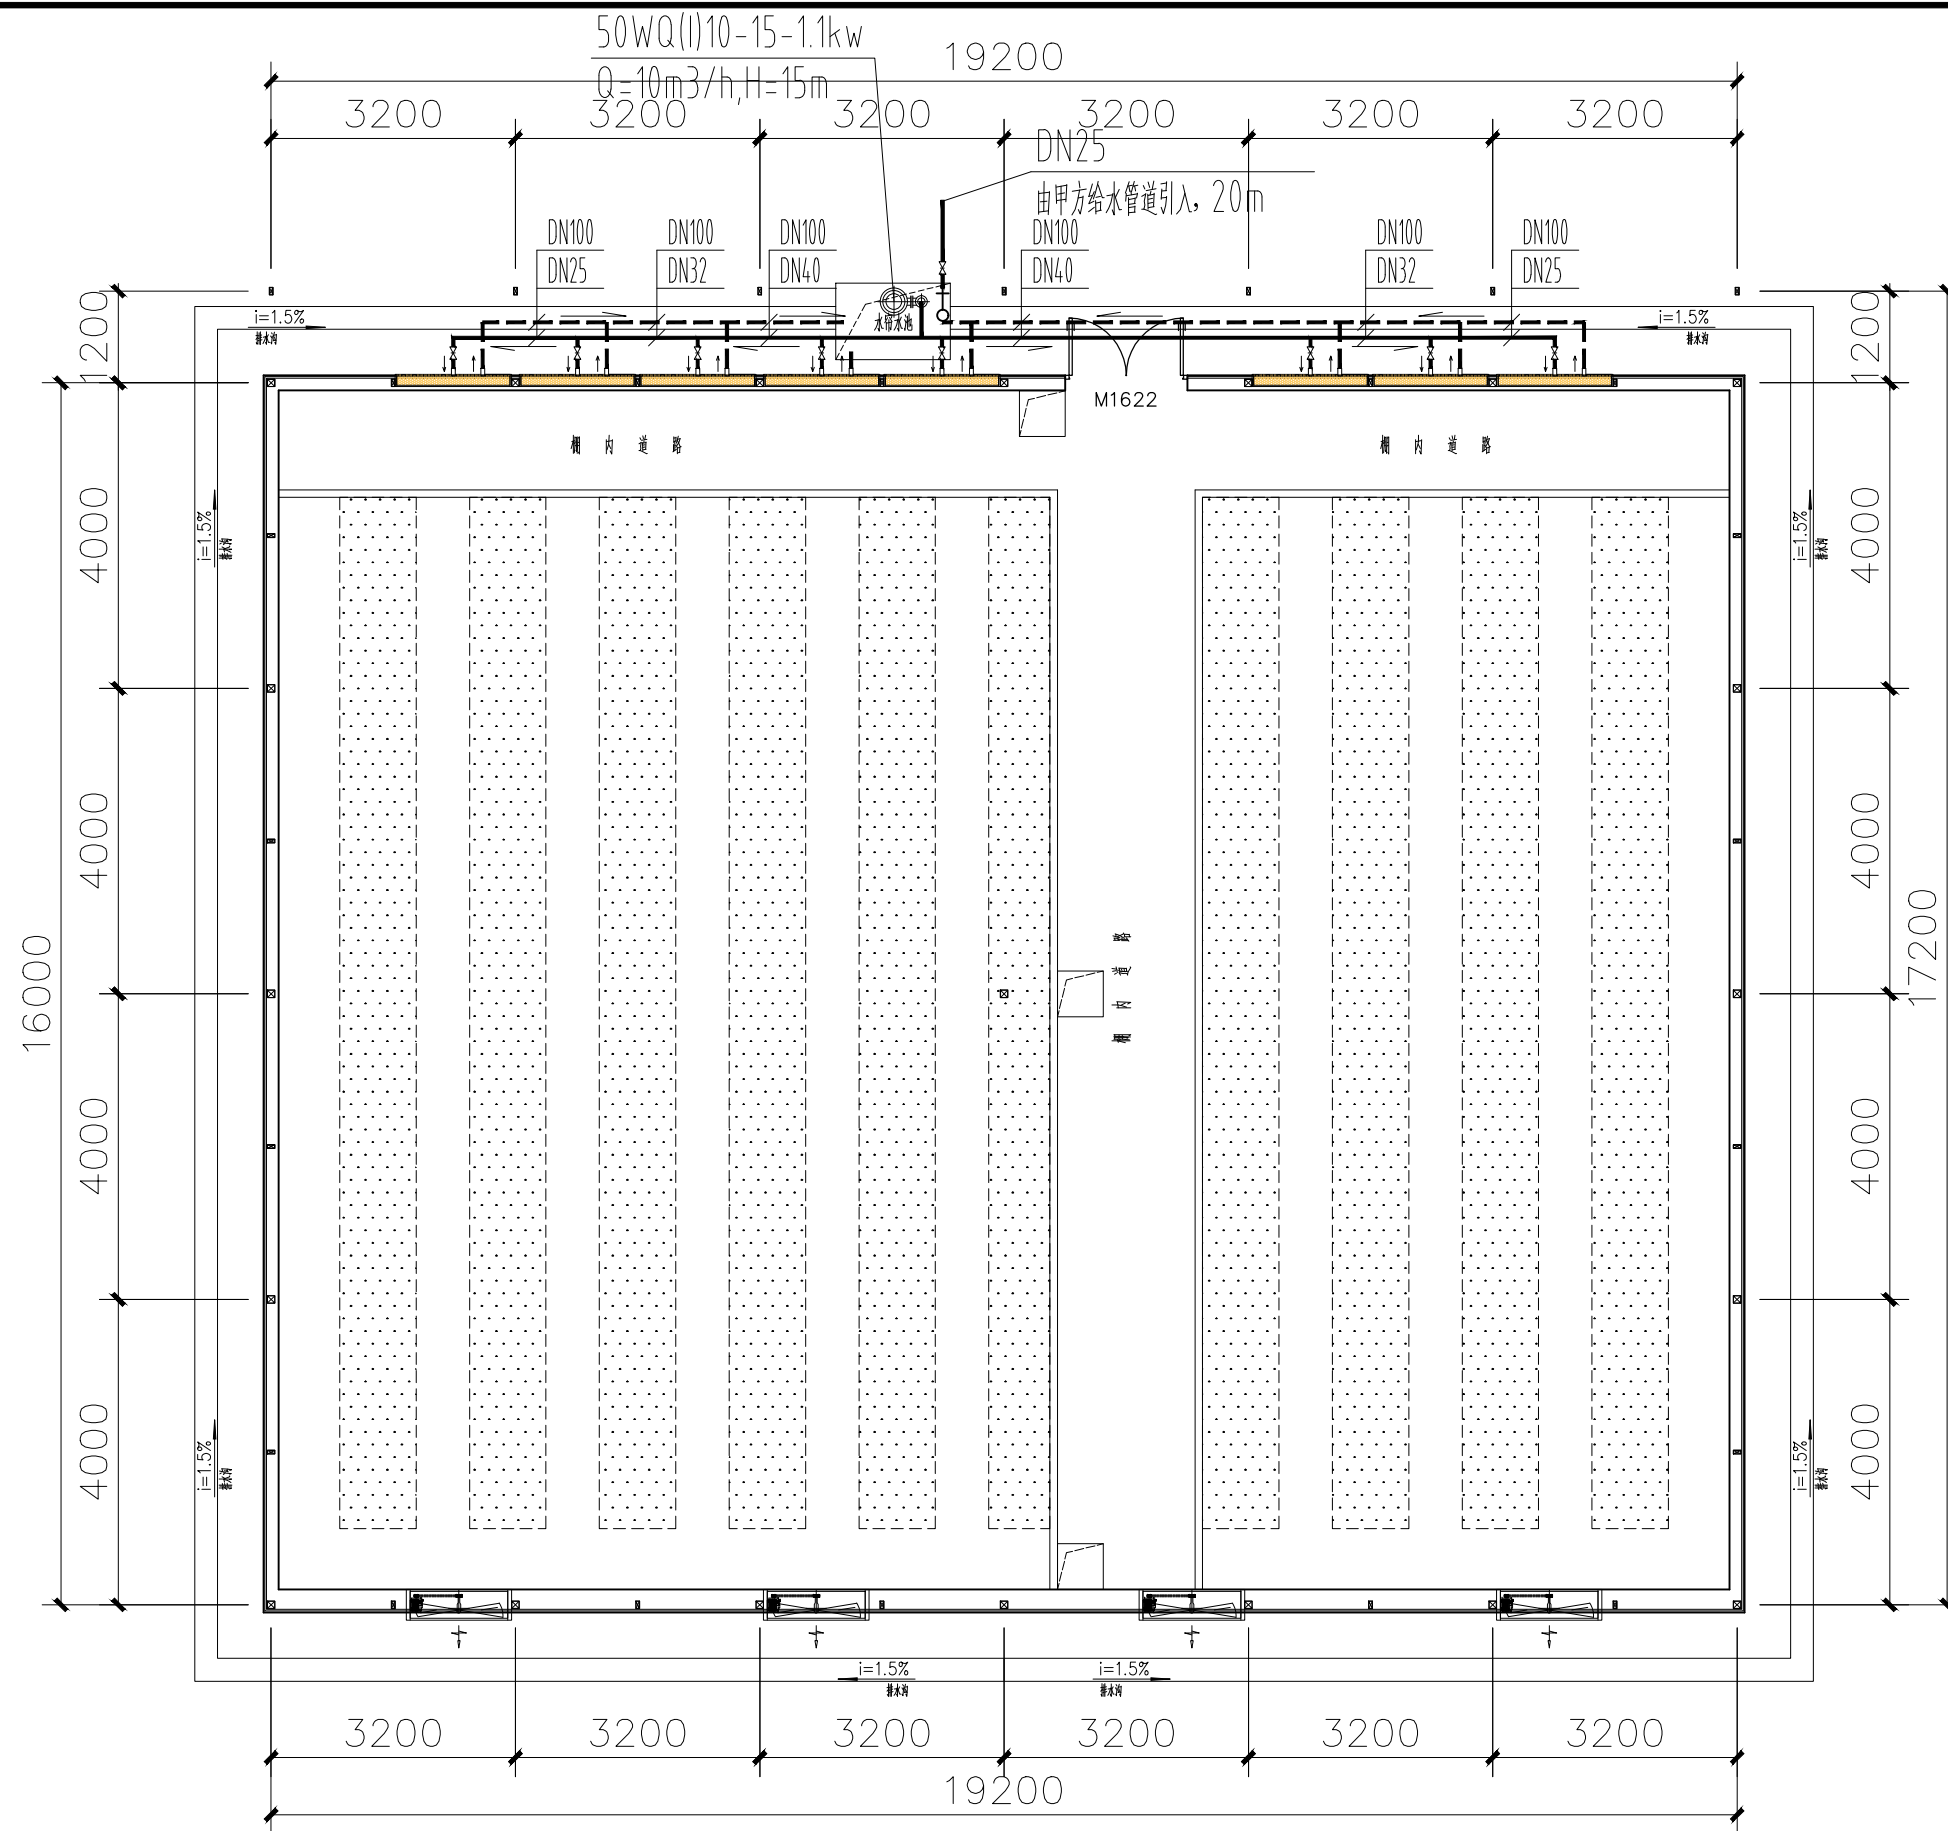 50WQ(I)10-15-1.1kw
Q=10m3/h,H=15m
19200
3200 3200 3200 3200 3200 3200
DN25
由甲方给水管道引入，20m
DN100 DN100 DN100 DN100 DN100 DN100
DN25 DN32 DN40 DN40 DN32 DN25
1200
1200
i=1.5%
排水沟
水帘水池
i=1.5%
排水沟
M1622
棚内道路
棚内道路
4000
i=1.5%
排水沟
i=1.5%
排水沟
4000
4000
4000
16000
17200
棚内道路
4000
4000
4000
i=1.5%
排水沟
i=1.5%
排水沟
4000
i=1.5%
排水沟
i=1.5%
排水沟
3200 3200 3200 3200 3200 3200
19200